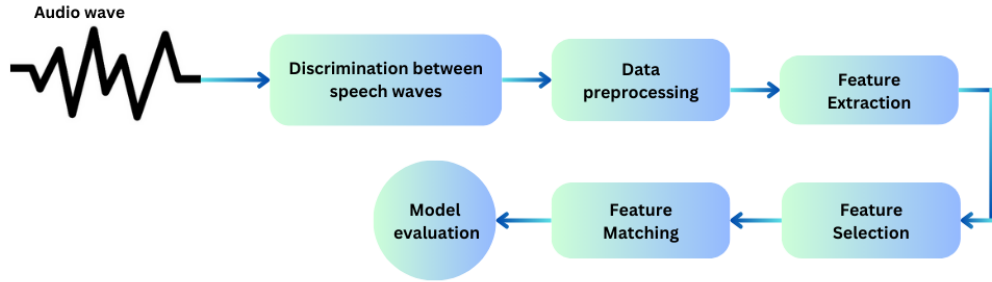 Audio wave
Discrimination between
speech waves
Data
preprocessing
Feature
Extraction
Feature
Selection
Feature
Matching
Model
evaluation